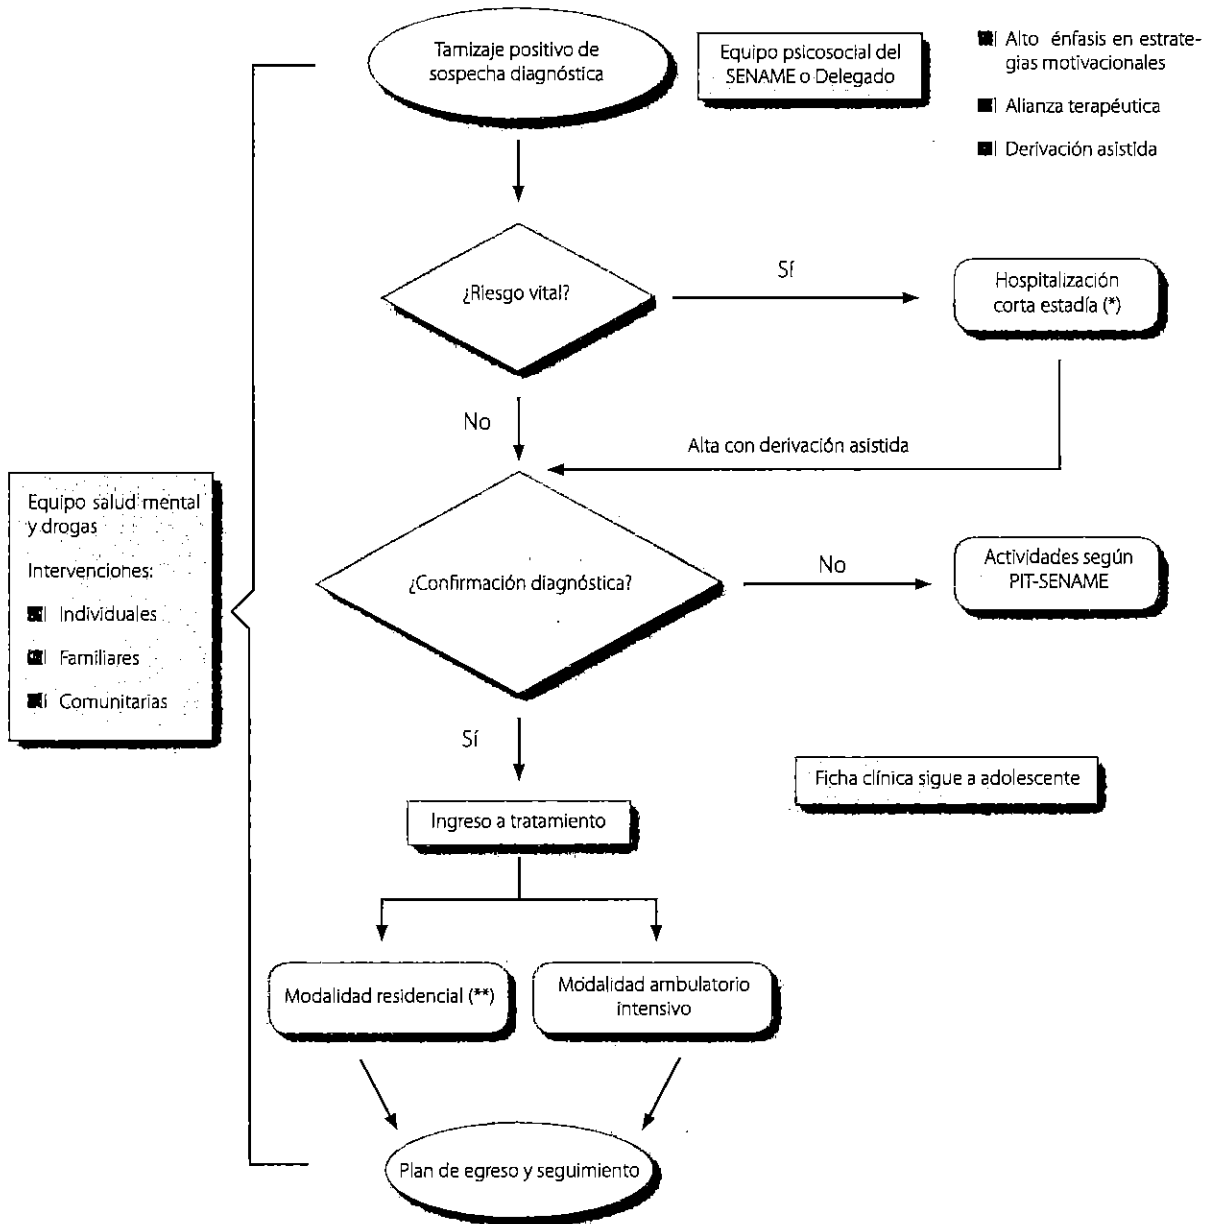 Tamizaje positivo de
sospecha diagnóstica
Equipo psicosocial del
SENAME o Delegado
Alto énfasis en estrate-
gias motivacionales
Alianza terapéutica
Derivación asistida
¿Riesgo vital?
Sí
Hospitalización
corta estadía (*)
No
Alta con derivación asistida
Equipo salud mental
y drogas
Intervenciones:
Individuales
Familiares
Comunitarias
¿Confirmación diagnóstica?
No
Actividades según
PIT-SENAME
Sí
Ficha clínica sigue a adolescente
Ingreso a tratamiento
Modalidad residencial (**)
Modalidad ambulatorio
intensivo
Plan de egreso y seguimiento